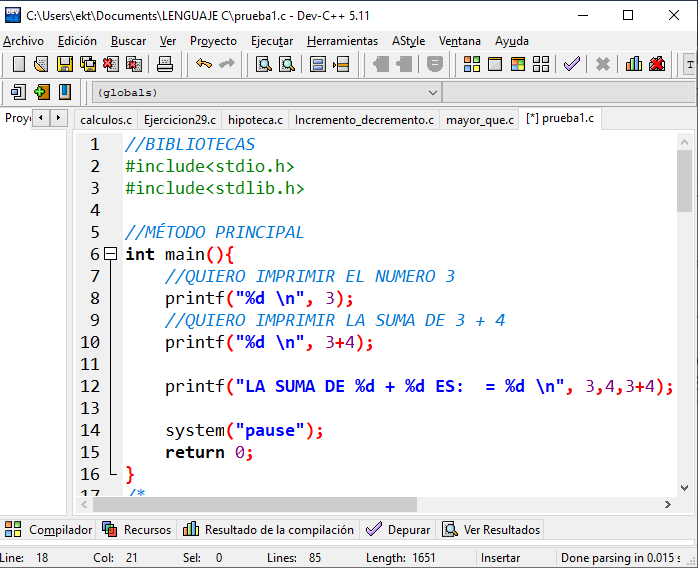 C:\Users\ekt\Documents\LENGUAJE C\prueba1.c - Dev-C++ 5.11
Archivo Edición Buscar Ver Proyecto Ejecutar Herramientas AStyle Ventana Ayuda
(globals)
Proy calculos.c Ejercicion29.c hipoteca.c Incremento_decremento.c mayor_que.c [*] prueba1.c
1 //BIBLIOTECAS
2 #include<stdio.h>
3 #include<stdlib.h>
4
5 //MÉTODO PRINCIPAL
6 int main(){
7 //QUIERO IMPRIMIR EL NUMERO 3
8 printf("%d \n", 3);
9 //QUIERO IMPRIMIR LA SUMA DE 3 + 4
10 printf("%d \n", 3+4);
11
12 printf("LA SUMA DE %d + %d ES:  = %d \n", 3,4,3+4);
13
14 system("pause");
15 return 0;
16 }
17 /*
Compilador Recursos Resultado de la compilación Depurar Ver Resultados
Line: 18 Col: 21 Sel: 0 Lines: 85 Length: 1651 Insertar Done parsing in 0.015 s